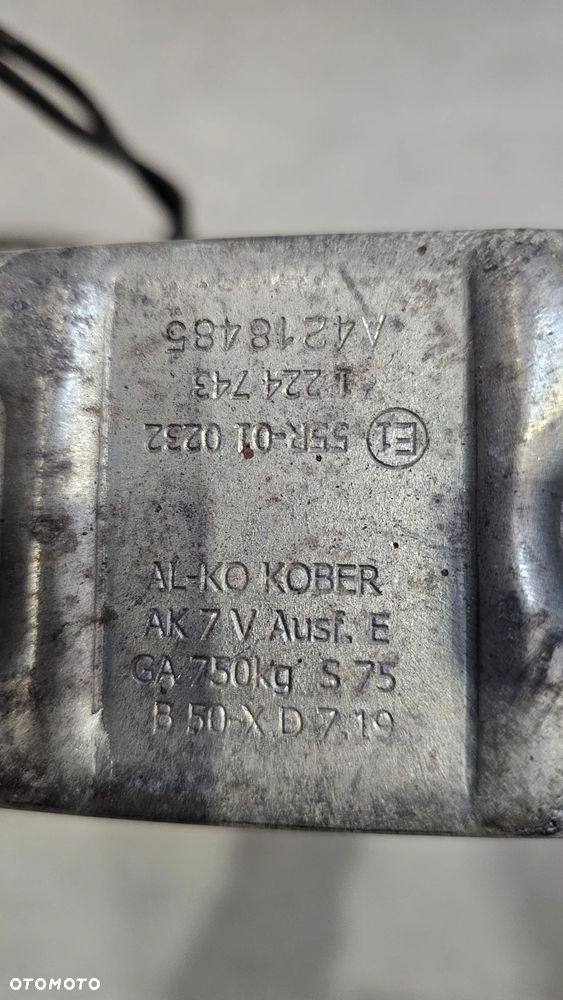 A4218485
1 224 743
E1 55R-01 0232
AL-KO KOBER
AK 7 V Ausf. E
GA 750kg S 75
B 50-X D 7,19
OTOMOTO